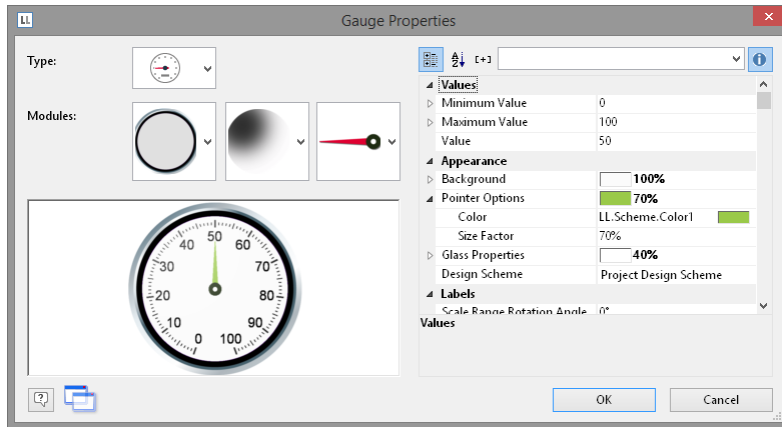 LL
Gauge Properties
Type:
Modules:
[+]
Values
Minimum Value 0
Maximum Value 100
Value 50
Appearance
Background 100%
Pointer Options 70%
Color LL.Scheme.Color1
Size Factor 70%
Glass Properties 40%
Design Scheme Project Design Scheme
Labels
Scale Range Rotation Angle 0°
Values
40 50 60
30 70
20 80
10 90
0 100
OK Cancel